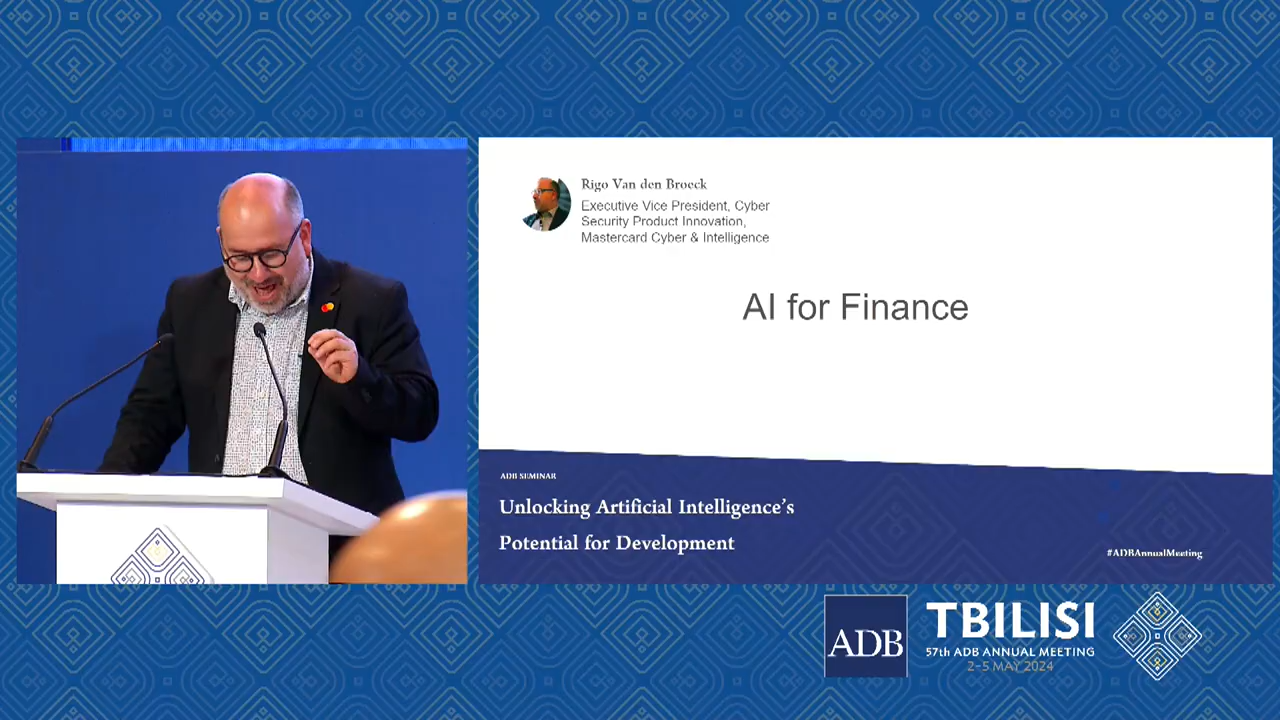 Rigo Van den Broeck
Executive Vice President, Cyber
Security Product Innovation,
Mastercard Cyber & Intelligence
AI for Finance
ADB SEMINAR
Unlocking Artificial Intelligence's
Potential for Development
#ADBAnnualMeeting
ADB
TBILISI
57th ADB ANNUAL MEETING
2–5 MAY 2024